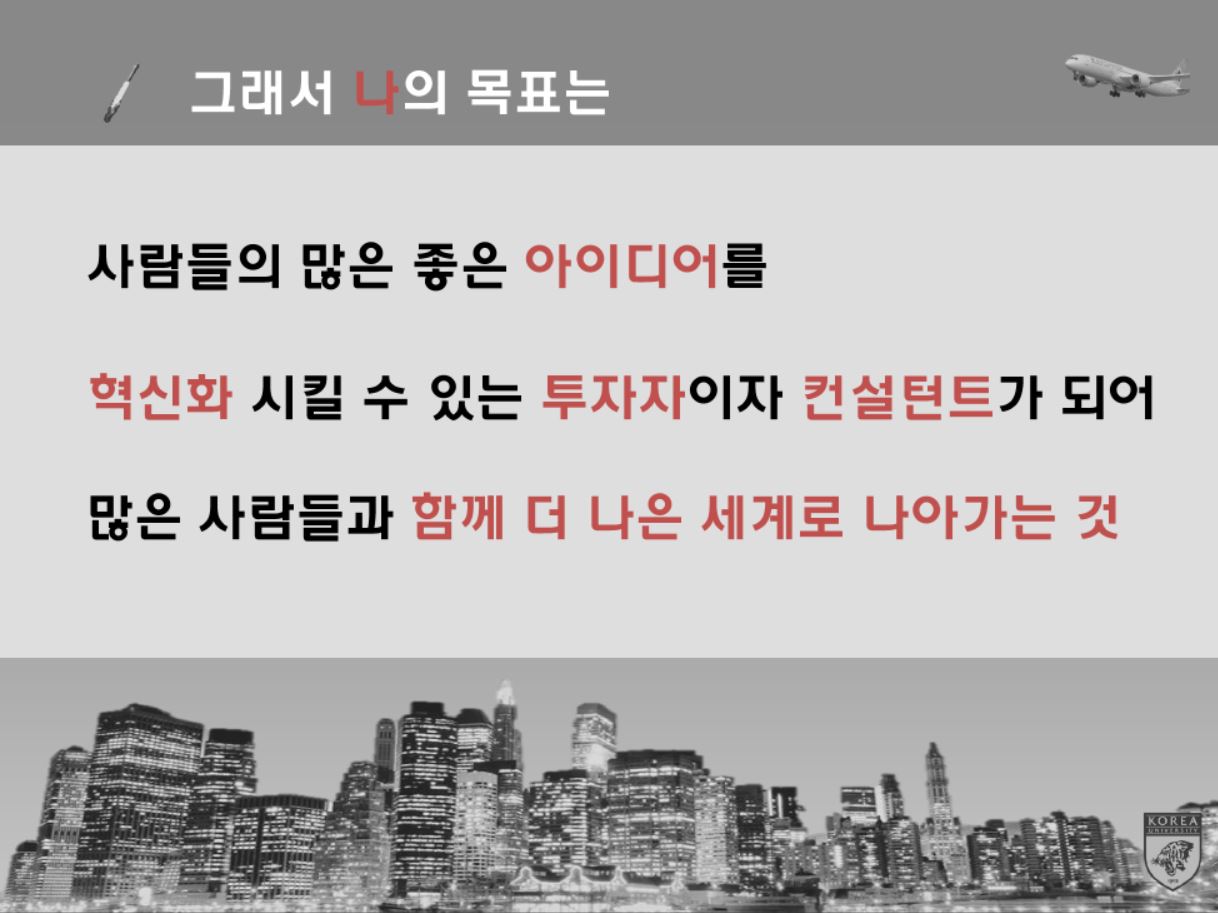 그래서 나의 목표는
사람들의 많은 좋은 아이디어를
혁신화 시킬 수 있는 투자자이자 컨설턴트가 되어
많은 사람들과 함께 더 나은 세계로 나아가는 것
KOREA
UNIVERSITY